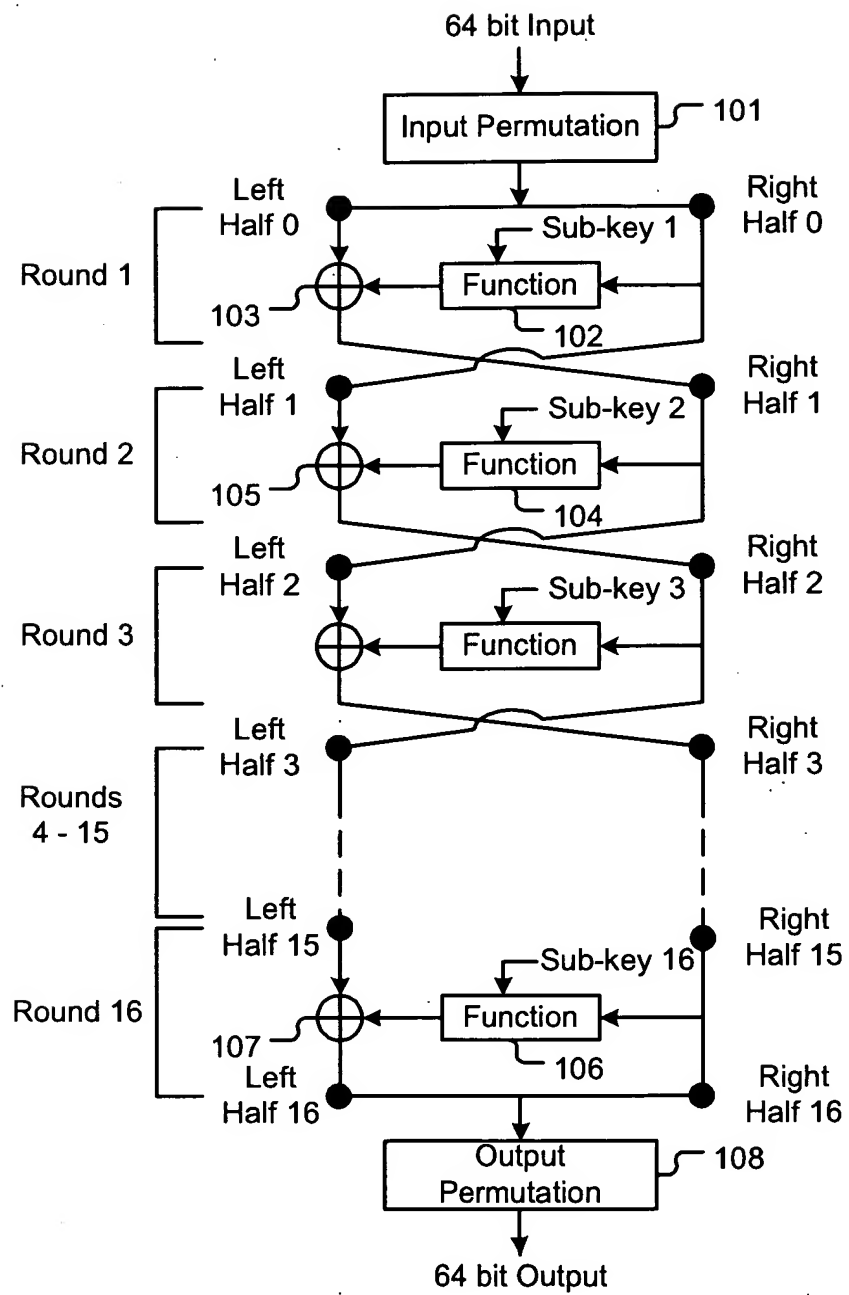 64 bit Input
Input Permutation
101
Left
Half 0
Right
Half 0
Sub-key 1
Round 1
Function
103
102
Left
Half 1
Right
Half 1
Sub-key 2
Round 2
Function
105
104
Left
Half 2
Right
Half 2
Sub-key 3
Round 3
Function
Left
Half 3
Right
Half 3
Rounds
4 - 15
Left
Half 15
Right
Half 15
Sub-key 16
Round 16
Function
107
106
Left
Half 16
Right
Half 16
Output
Permutation
108
64 bit Output